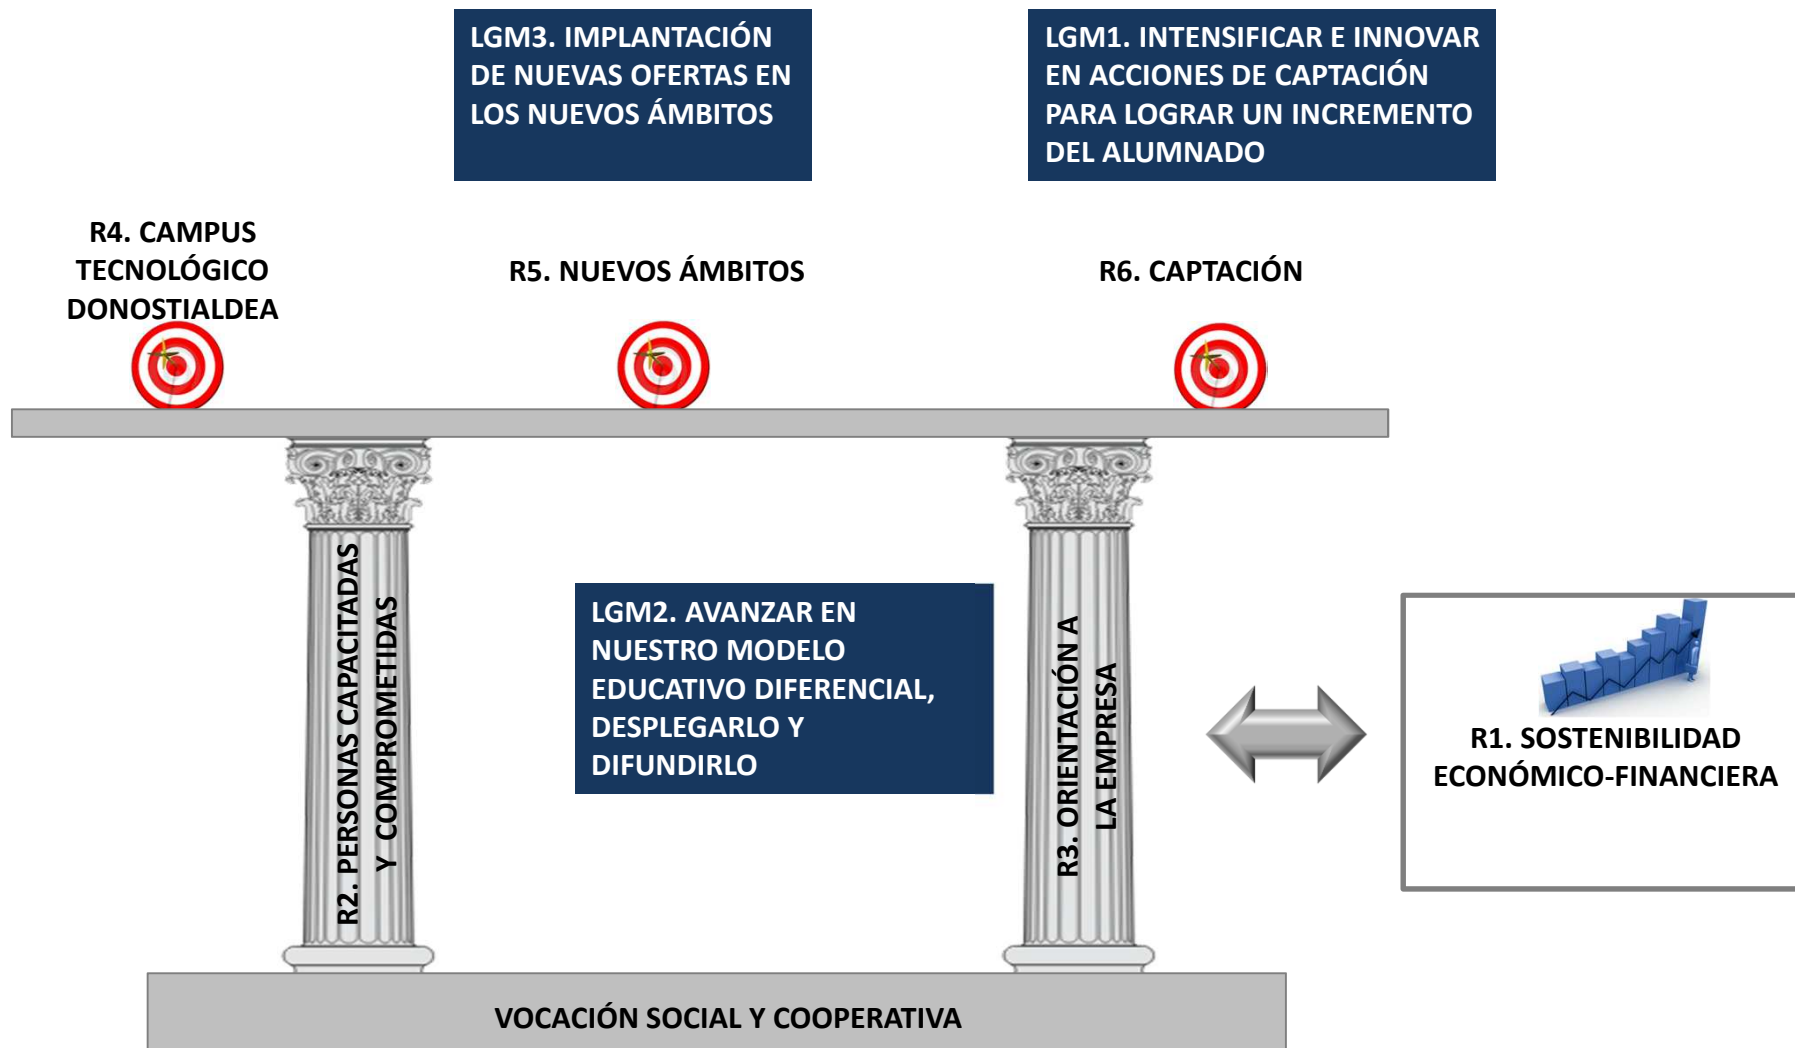 LGM3. IMPLANTACIÓN
DE NUEVAS OFERTAS EN
LOS NUEVOS ÁMBITOS
LGM1. INTENSIFICAR E INNOVAR
EN ACCIONES DE CAPTACIÓN
PARA LOGRAR UN INCREMENTO
DEL ALUMNADO
R4. CAMPUS
TECNOLÓGICO
DONOSTIALDEA
R5. NUEVOS ÁMBITOS
R6. CAPTACIÓN
R2. PERSONAS CAPACITADAS
Y COMPROMETIDAS
LGM2. AVANZAR EN
NUESTRO MODELO
EDUCATIVO DIFERENCIAL,
DESPLEGARLO Y
DIFUNDIRLO
R3. ORIENTACIÓN A
LA EMPRESA
R1. SOSTENIBILIDAD
ECONÓMICO-FINANCIERA
VOCACIÓN SOCIAL Y COOPERATIVA